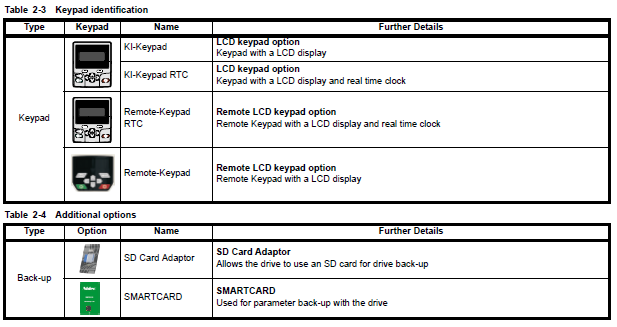 Table 2-3 Keypad identification
Type Keypad Name Further Details
Keypad
KI-Keypad
LCD keypad option
Keypad with a LCD display
KI-Keypad RTC
LCD keypad option
Keypad with a LCD display and real time clock
Remote-Keypad
RTC
Remote LCD keypad option
Remote Keypad with a LCD display and real time clock
Remote-Keypad
Remote LCD keypad option
Remote Keypad with a LCD display
Table 2-4 Additional options
Type Option Name Further Details
Back-up
SD Card Adaptor
SD Card Adaptor
Allows the drive to use an SD card for drive back-up
SMARTCARD
SMARTCARD
Used for parameter back-up with the drive